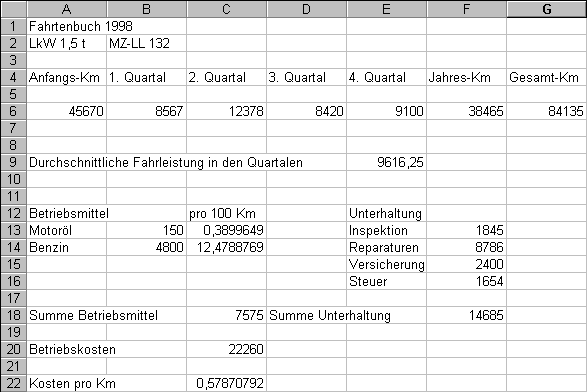 A B C D E F G
1 Fahrtenbuch 1998
2 LkW 1,5 t MZ-LL 132
3
4 Anfangs-Km 1. Quartal 2. Quartal 3. Quartal 4. Quartal Jahres-Km Gesamt-Km
5
6 45670 8567 12378 8420 9100 38465 84135
7
8
9 Durchschnittliche Fahrleistung in den Quartalen 9616,25
10
11
12 Betriebsmittel pro 100 Km Unterhaltung
13 Motoröl 150 0,3899649 Inspektion 1845
14 Benzin 4800 12,4788769 Reparaturen 8786
15 Versicherung 2400
16 Steuer 1654
17
18 Summe Betriebsmittel 7575 Summe Unterhaltung 14685
19
20 Betriebskosten 22260
21
22 Kosten pro Km 0,57870792